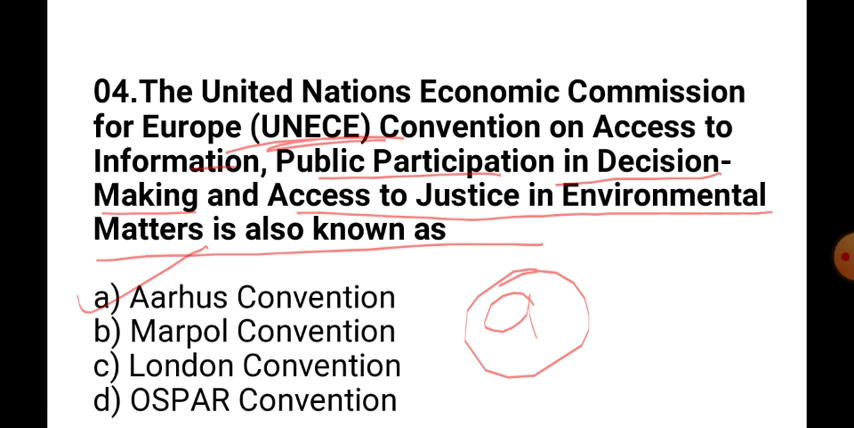 04.The United Nations Economic Commission
for Europe (UNECE) Convention on Access to
Information, Public Participation in Decision-
Making and Access to Justice in Environmental
Matters is also known as
a) Aarhus Convention
b) Marpol Convention
c) London Convention
d) OSPAR Convention
a